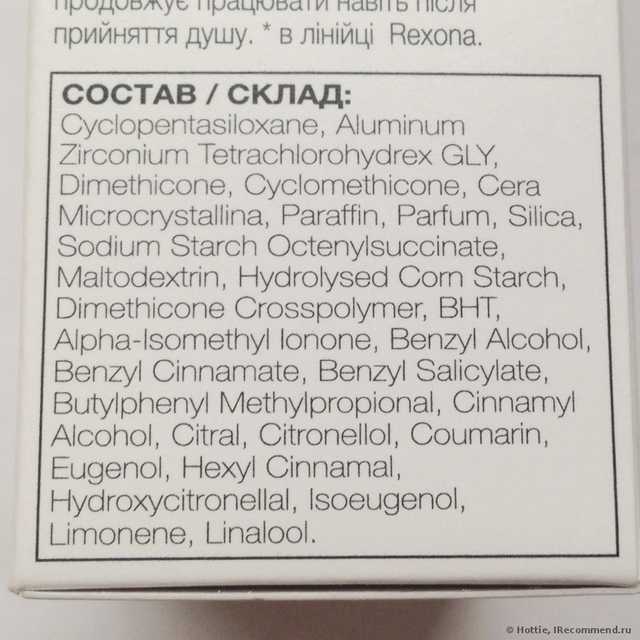 продовжує працювати навіть після
прийняття душу. * в лінійці Rexona.
СОСТАВ / СКЛАД:
Cyclopentasiloxane, Aluminum
Zirconium Tetrachlorohydrex GLY,
Dimethicone, Cyclomethicone, Cera
Microcrystallina, Paraffin, Parfum, Silica,
Sodium Starch Octenylsuccinate,
Maltodextrin, Hydrolysed Corn Starch,
Dimethicone Crosspolymer, BHT,
Alpha-Isomethyl Ionone, Benzyl Alcohol,
Benzyl Cinnamate, Benzyl Salicylate,
Butylphenyl Methylpropional, Cinnamyl
Alcohol, Citral, Citronellol, Coumarin,
Eugenol, Hexyl Cinnamal,
Hydroxycitronellal, Isoeugenol,
Limonene, Linalool.
© Hottie, IRecommend.ru